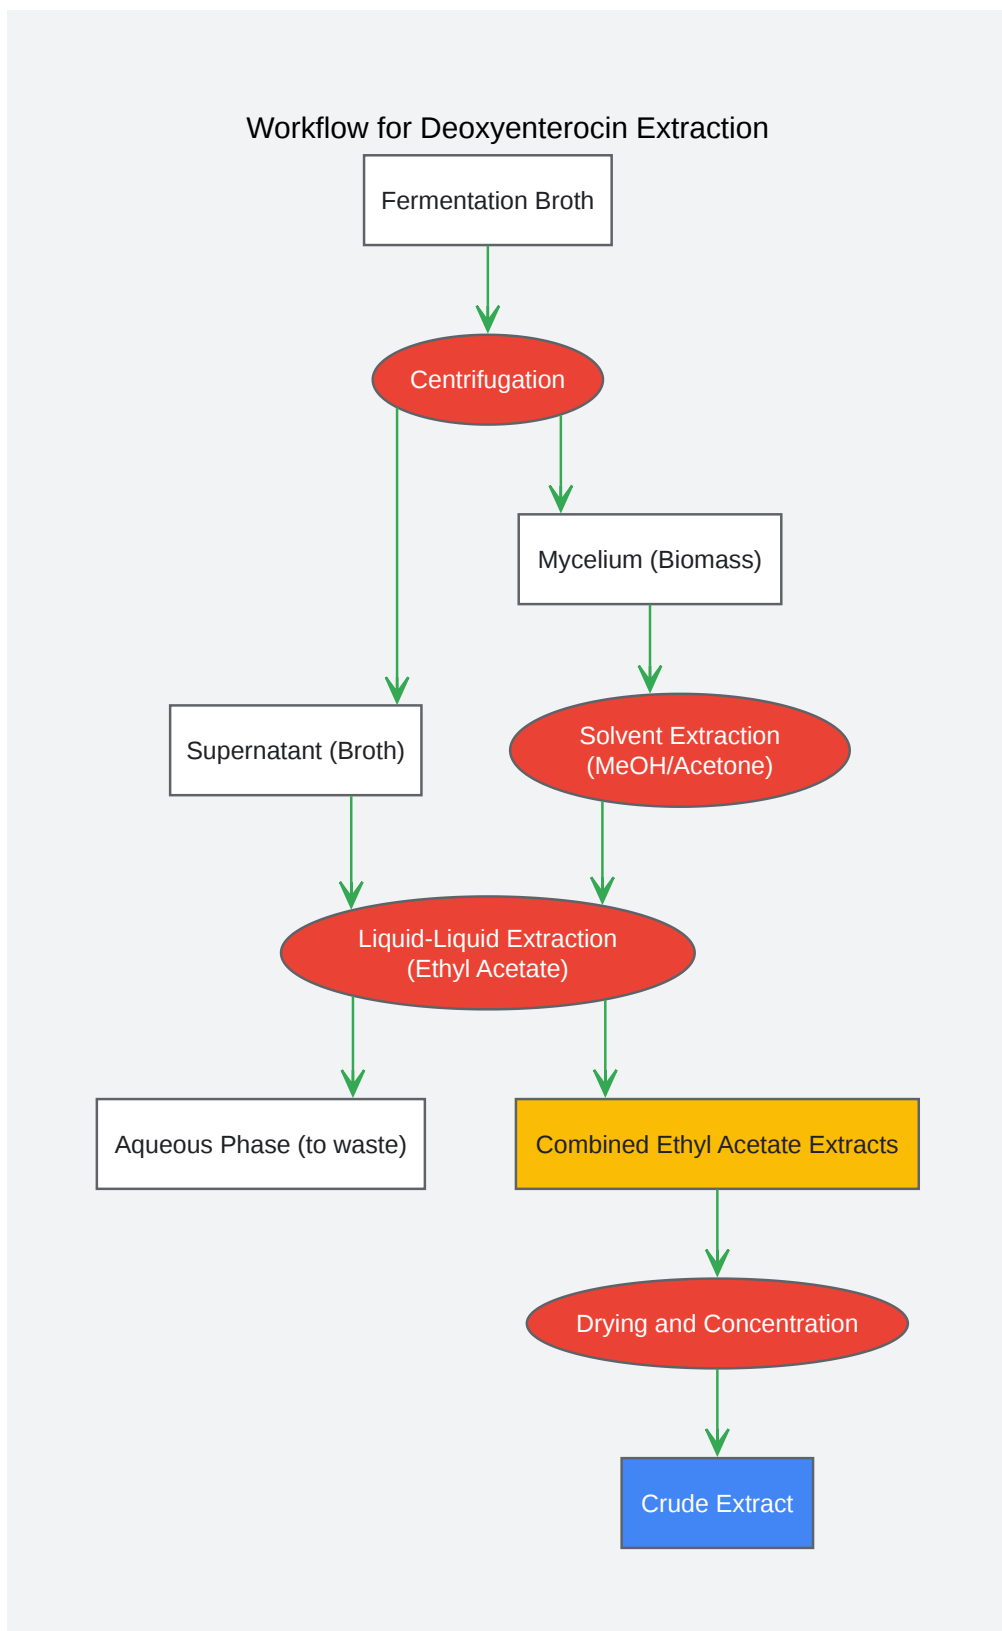 Workflow for Deoxyenterocin Extraction
Fermentation Broth
Centrifugation
Mycelium (Biomass)
Supernatant (Broth)
Solvent Extraction
(MeOH/Acetone)
Liquid-Liquid Extraction
(Ethyl Acetate)
Aqueous Phase (to waste)
Combined Ethyl Acetate Extracts
Drying and Concentration
Crude Extract